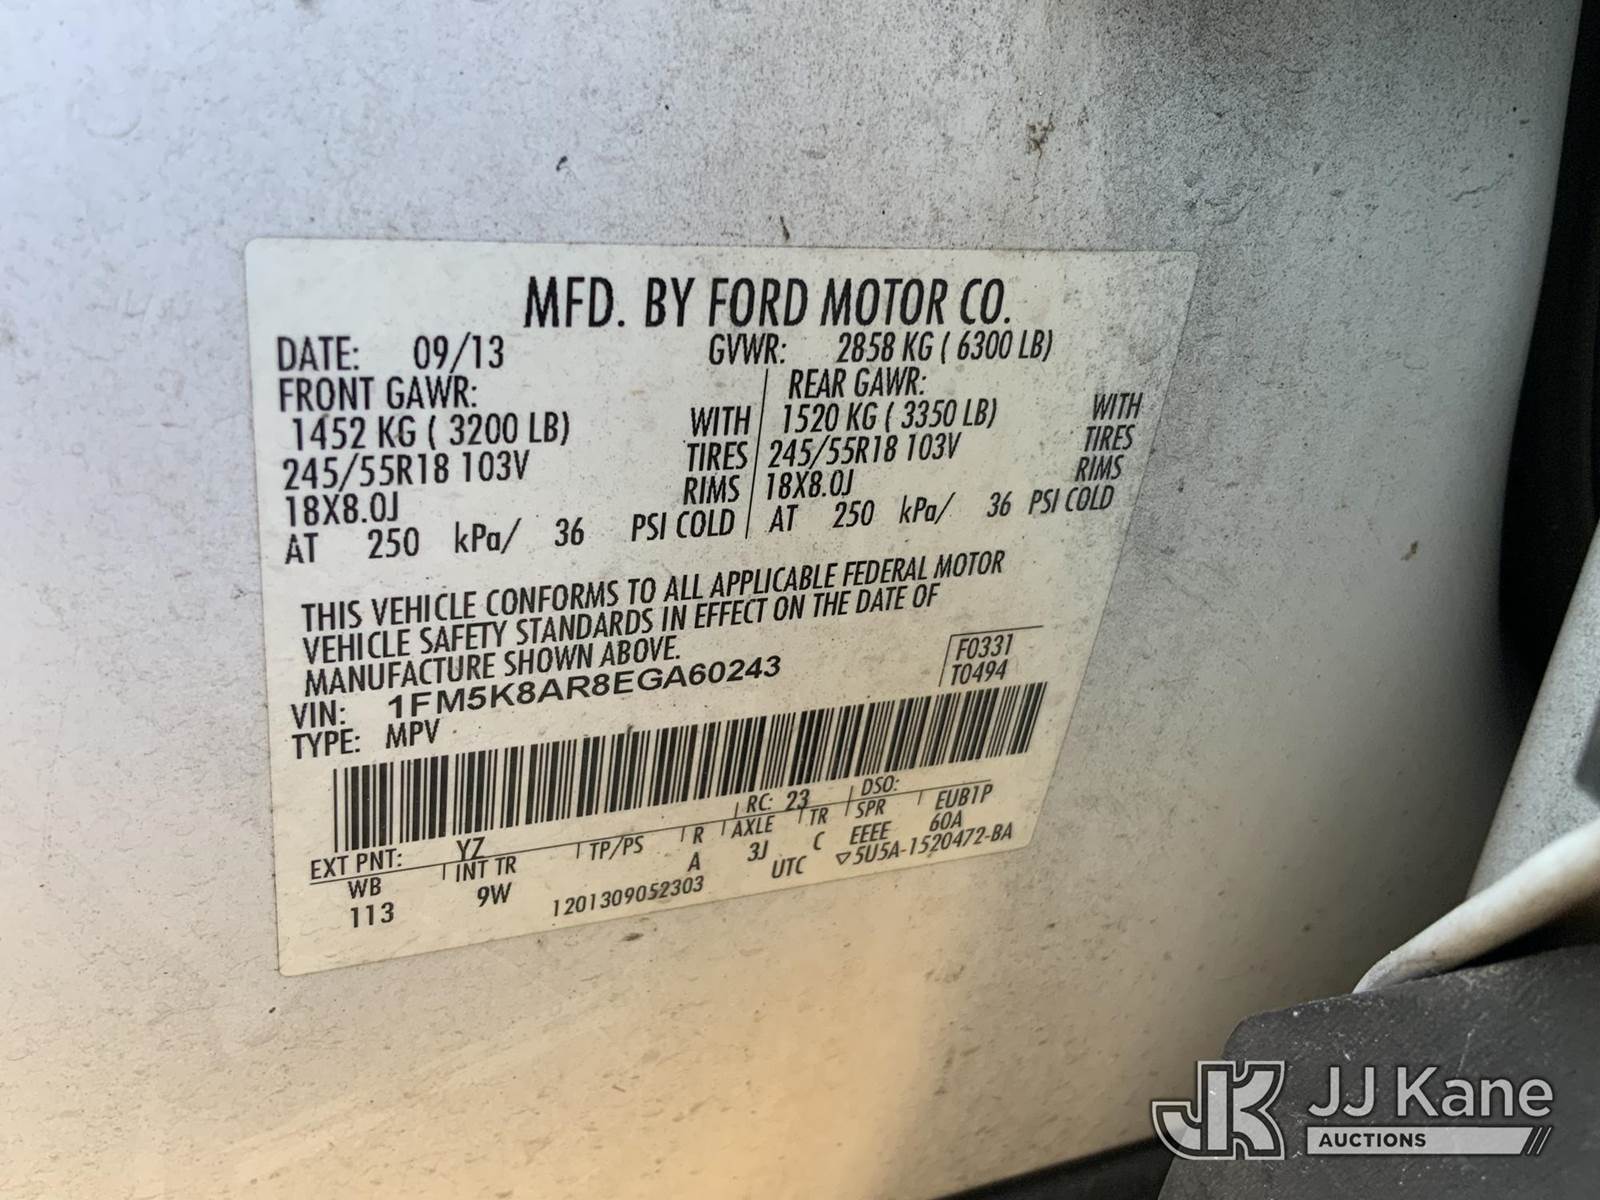 MFD. BY FORD MOTOR CO.
DATE: 09/13 GVWR: 2858 KG ( 6300 LB)
FRONT GAWR: REAR GAWR:
1452 KG ( 3200 LB) WITH 1520 KG ( 3350 LB) WITH
245/55R18 103V TIRES 245/55R18 103V TIRES
18X8.0J RIMS 18X8.0J RIMS
AT 250 kPa/ 36 PSI COLD AT 250 kPa/ 36 PSI COLD
THIS VEHICLE CONFORMS TO ALL APPLICABLE FEDERAL MOTOR
VEHICLE SAFETY STANDARDS IN EFFECT ON THE DATE OF
MANUFACTURE SHOWN ABOVE.
F0331
VIN: 1FM5K8AR8EGA60243 T0494
TYPE: MPV
EXT PNT: YZ RC: 23 DSO:
WB INT TR TP/PS R AXLE TR SPR EUB1P
113 9W A 3J C EEEE 60A
1201309052303 UTC ▽5U5A-1520472-BA
JK JJ Kane
AUCTIONS